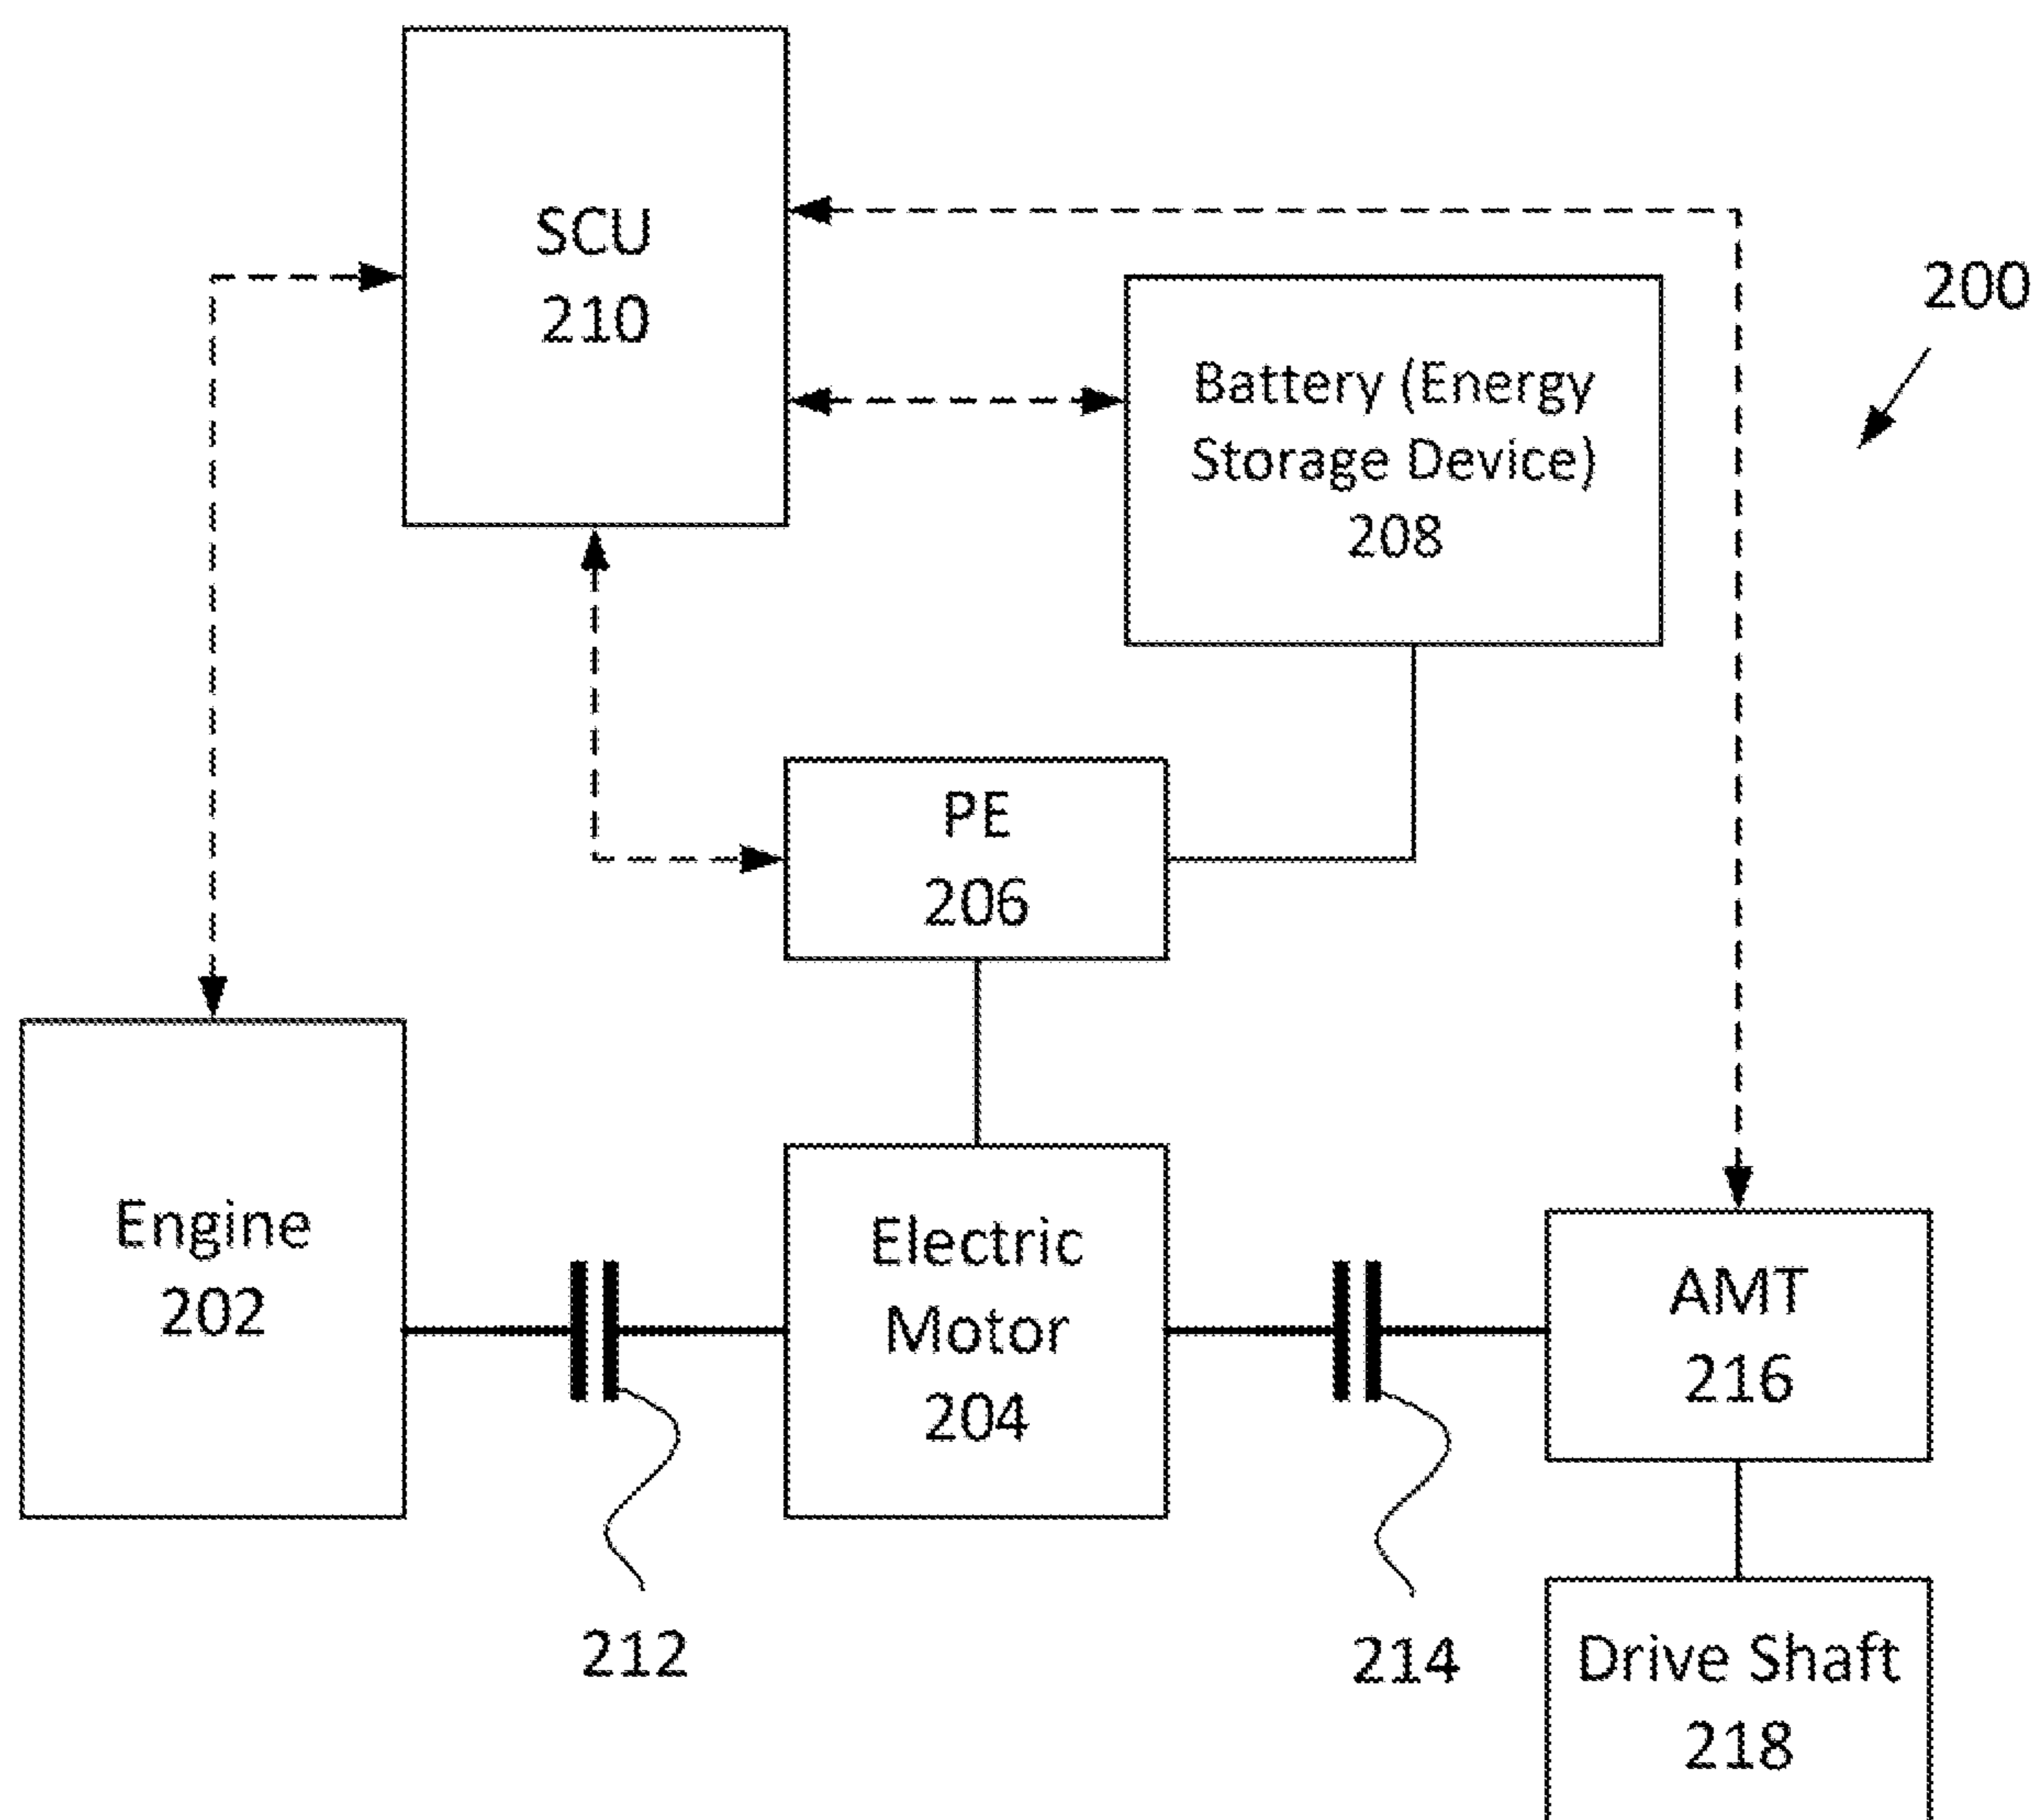 SCU
210
200
Battery (Energy
Storage Device)
208
PE
206
Engine
202
Electric
Motor
204
AMT
216
212
214
Drive Shaft
218